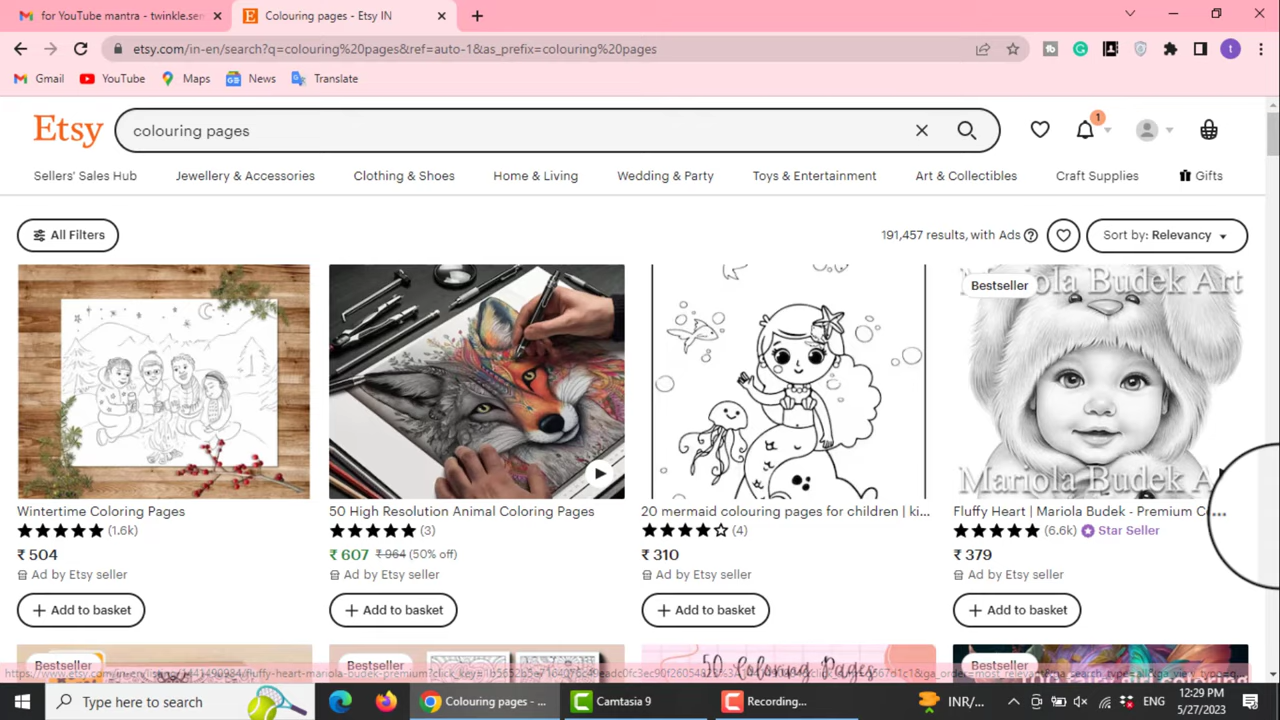 for YouTube mantra - twinkle.ser
Colouring pages - Etsy IN
etsy.com/in-en/search?q=colouring%20pages&ref=auto-1&as_prefix=colouring%20pages
t
Gmail YouTube Maps News Translate
Etsy
colouring pages
1
Sellers' Sales Hub Jewellery & Accessories Clothing & Shoes Home & Living Wedding & Party Toys & Entertainment Art & Collectibles Craft Supplies Gifts
All Filters
191,457 results, with Ads
Sort by: Relevancy
Bestseller
Mariola Budek Art
Wintertime Coloring Pages
(1.6k)
₹ 504
Ad by Etsy seller
Add to basket
50 High Resolution Animal Coloring Pages
(3)
₹ 607 ₹ 964 (50% off)
Ad by Etsy seller
Add to basket
20 mermaid colouring pages for children | ki...
(4)
₹ 310
Ad by Etsy seller
Add to basket
Mariola Budek A
Fluffy Heart | Mariola Budek - Premium C...
(6.6k) Star Seller
₹ 379
Ad by Etsy seller
Add to basket
Bestseller
Bestseller
50 Coloring Pages
Bestseller
Type here to search
Colouring pages - ...
Camtasia 9
Recording...
INR/...
ENG
12:29 PM
5/27/2023